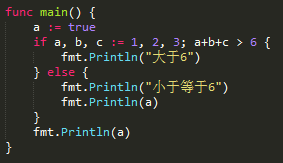 func main() {
    a := true
    if a, b, c := 1, 2, 3; a+b+c > 6 {
        fmt.Println("大于6")
    } else {
        fmt.Println("小于等于6")
        fmt.Println(a)
    }
    fmt.Println(a)
}